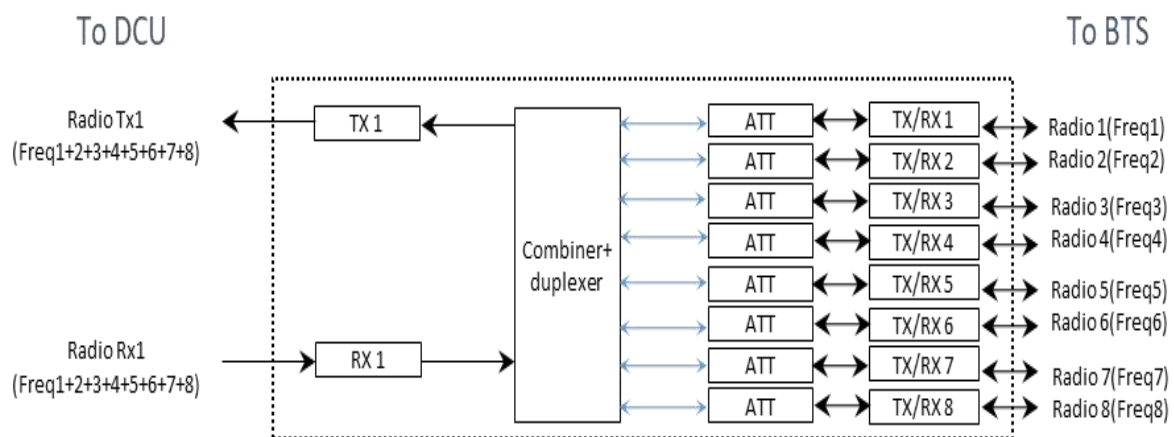 To DCU
To BTS
Radio Tx1
(Freq1+2+3+4+5+6+7+8)
TX 1
Combiner+
duplexer
ATT
TX/RX 1
Radio 1(Freq1)
ATT
TX/RX 2
Radio 2(Freq2)
ATT
TX/RX 3
Radio 3(Freq3)
ATT
TX/RX 4
Radio 4(Freq4)
ATT
TX/RX 5
Radio 5(Freq5)
ATT
TX/RX 6
Radio 6(Freq6)
Radio Rx1
(Freq1+2+3+4+5+6+7+8)
RX 1
ATT
TX/RX 7
Radio 7(Freq7)
ATT
TX/RX 8
Radio 8(Freq8)